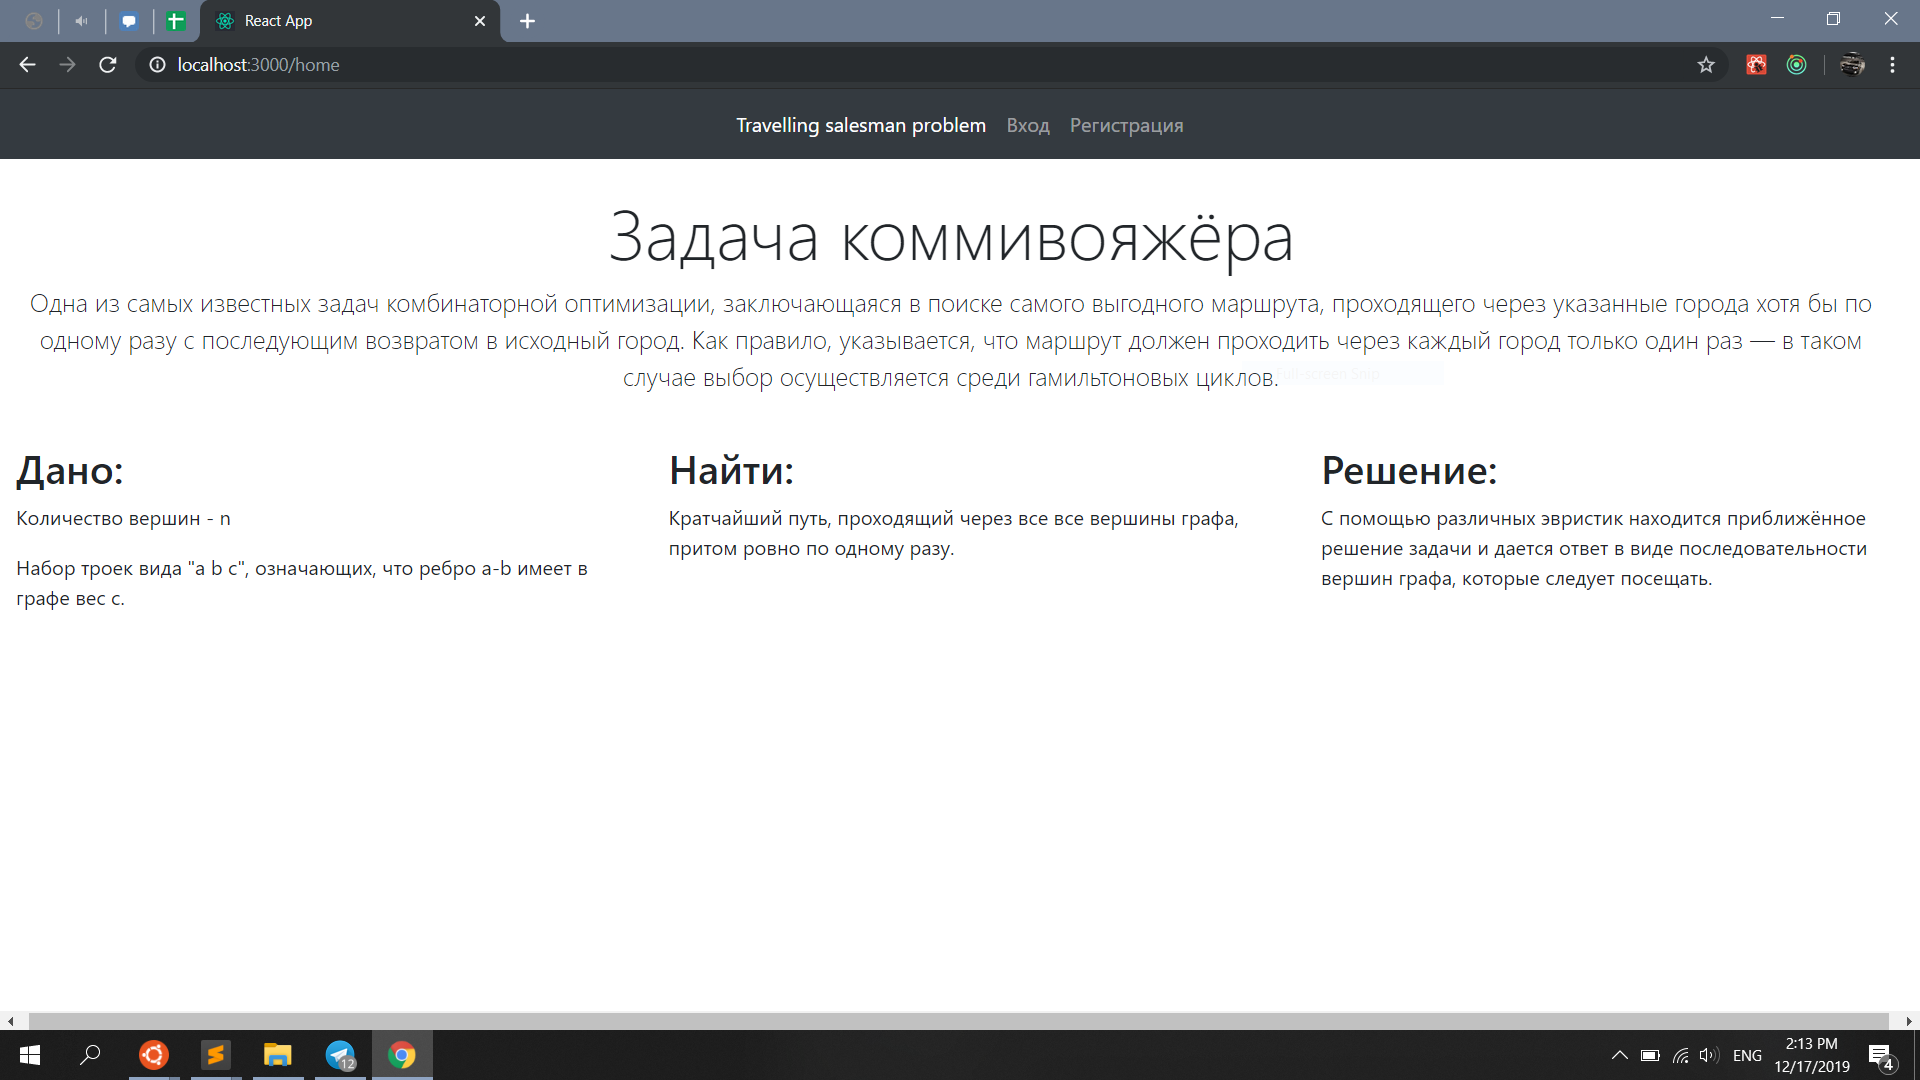 React App
localhost:3000/home
Travelling salesman problem Вход Регистрация
Задача коммивояжёра
Одна из самых известных задач комбинаторной оптимизации, заключающаяся в поиске самого выгодного маршрута, проходящего через указанные города хотя бы по
одному разу с последующим возвратом в исходный город. Как правило, указывается, что маршрут должен проходить через каждый город только один раз — в таком
случае выбор осуществляется среди гамильтоновых циклов.
Full-screen Snip
Дано:
Количество вершин - n
Набор троек вида "a b c", означающих, что ребро a-b имеет в
графе вес c.
Найти:
Кратчайший путь, проходящий через все все вершины графа,
притом ровно по одному разу.
Решение:
С помощью различных эвристик находится приближённое
решение задачи и дается ответ в виде последовательности
вершин графа, которые следует посещать.
12
ENG
2:13 PM
12/17/2019
4